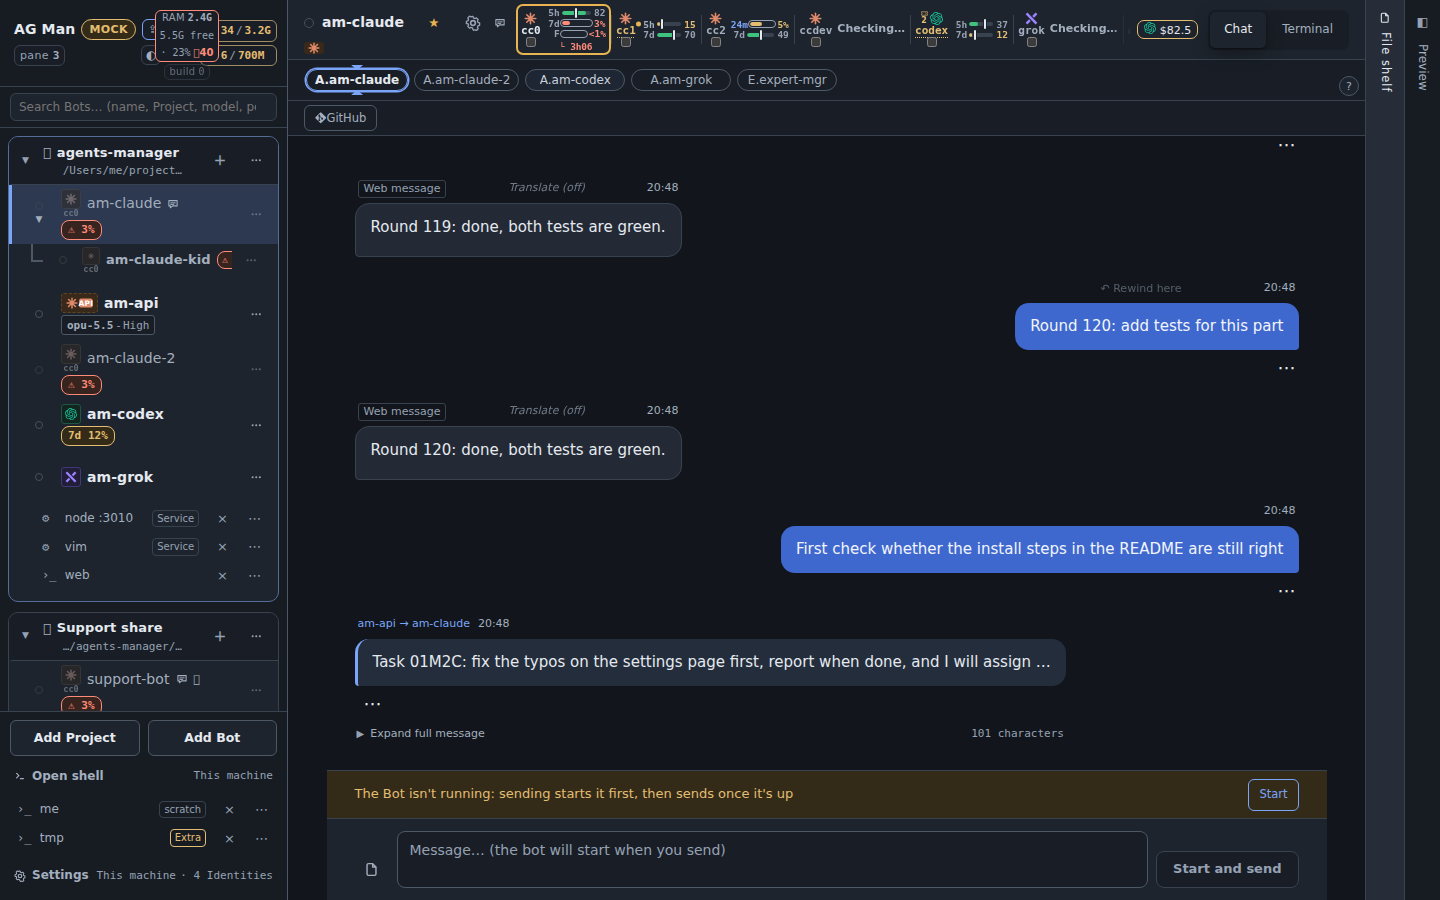 AG Man
MOCK
RAM 2.4G
5.5G free
· 23% 40
34/3.2G
6/700M
pane 3
build 0
Search Bots… (name, Project, model, p
agents-manager
/Users/me/project…
am-claude
cc0
⚠ 3%
am-claude-kid
cc0
am-api
API
opu-5.5-High
am-claude-2
cc0
⚠ 3%
am-codex
7d 12%
am-grok
node :3010
Service
vim
Service
>_ web
Support share
…/agents-manager/…
support-bot
cc0
⚠ 3%
Add Project
Add Bot
Open shell
This machine
>_ me
scratch
>_ tmp
Extra
Settings
This machine · 4 Identities
am-claude
cc0
5h 82
7d 3%
F <1%
└ 3h06
cc1
5h 15
7d 70
cc2
24m 5%
7d 49
ccdev
Checking…
2
codex
5h 37
7d 12
grok
Checking…
$82.5
Chat
Terminal
A.am-claude
A.am-claude-2
A.am-codex
A.am-grok
E.expert-mgr
?
GitHub
Web message
Translate (off)
20:48
Round 119: done, both tests are green.
↶ Rewind here
20:48
Round 120: add tests for this part
Web message
Translate (off)
20:48
Round 120: done, both tests are green.
20:48
First check whether the install steps in the README are still right
am-api → am-claude 20:48
Task 01M2C: fix the typos on the settings page first, report when done, and I will assign …
▶ Expand full message
101 characters
The Bot isn't running: sending starts it first, then sends once it's up
Start
Message… (the bot will start when you send)
Start and send
File shelf
Preview